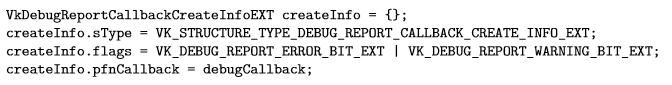 VkDebugReportCallbackCreateInfoEXT createInfo = {};
createInfo.sType = VK_STRUCTURE_TYPE_DEBUG_REPORT_CALLBACK_CREATE_INFO_EXT;
createInfo.flags = VK_DEBUG_REPORT_ERROR_BIT_EXT | VK_DEBUG_REPORT_WARNING_BIT_EXT;
createInfo.pfnCallback = debugCallback;